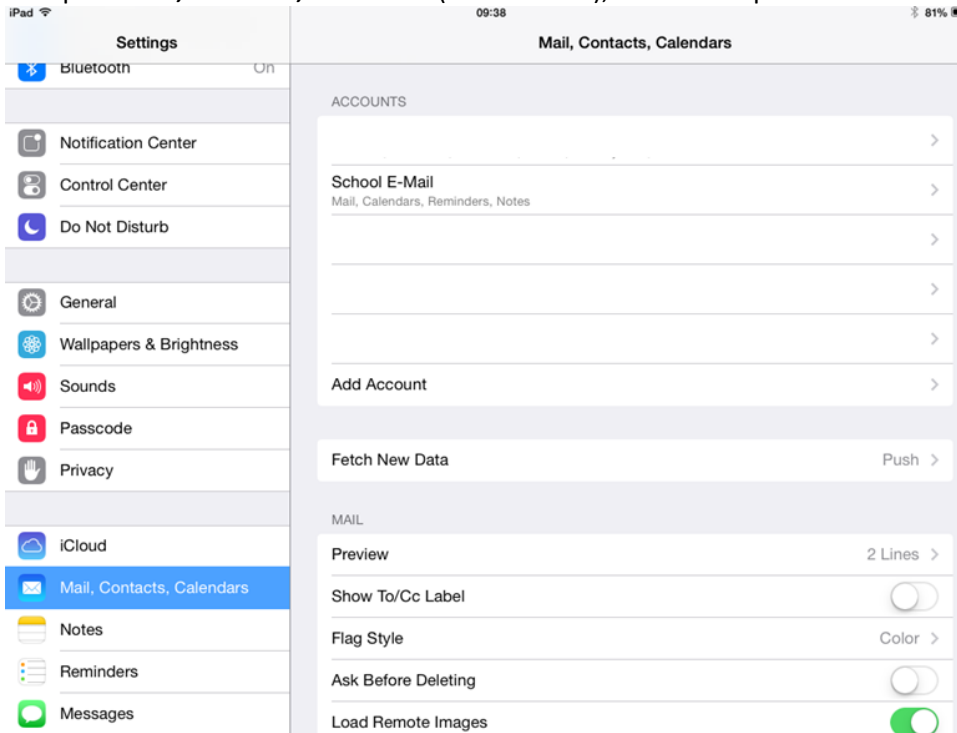 iPad 09:38 81%
Settings
Mail, Contacts, Calendars
Bluetooth On
Notification Center
Control Center
Do Not Disturb
General
Wallpapers & Brightness
Sounds
Passcode
Privacy
iCloud
Mail, Contacts, Calendars
Notes
Reminders
Messages
ACCOUNTS
School E-Mail
Mail, Calendars, Reminders, Notes
Add Account
Fetch New Data Push
MAIL
Preview 2 Lines
Show To/Cc Label
Flag Style Color
Ask Before Deleting
Load Remote Images